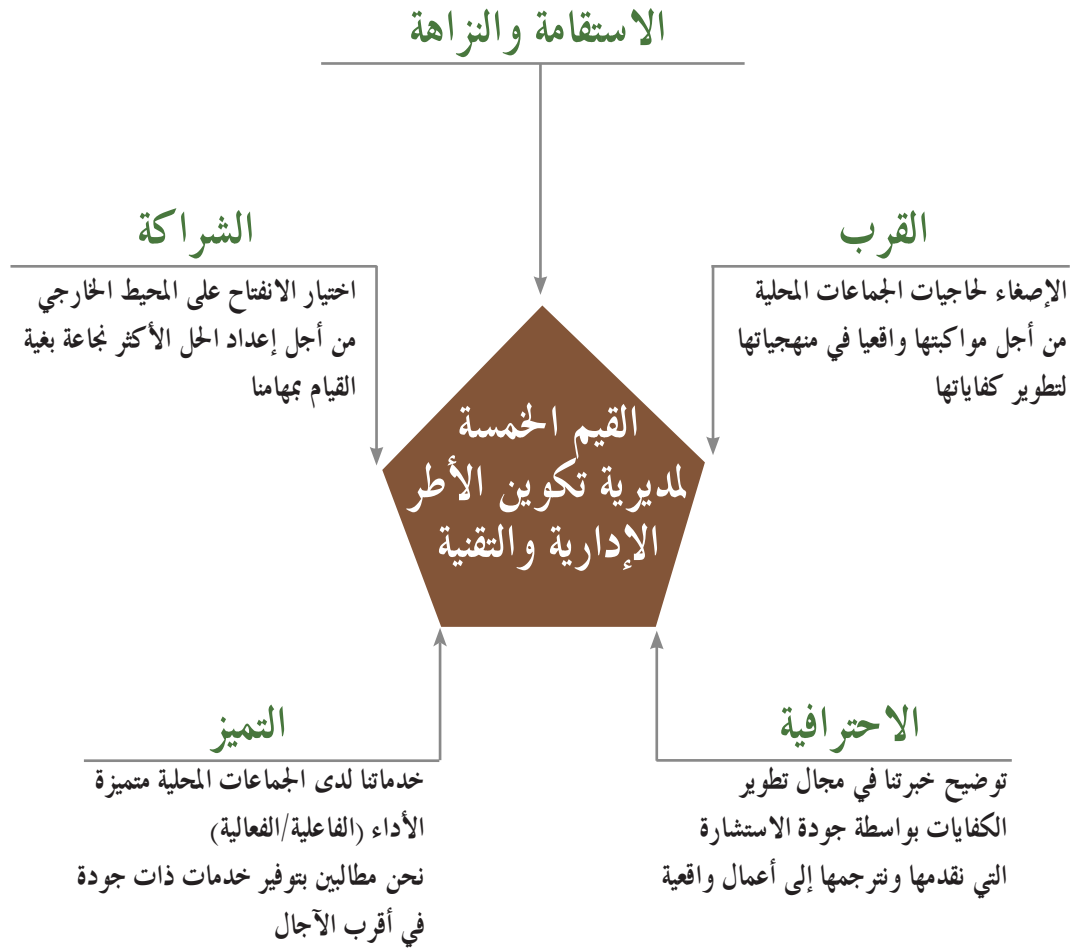 الاستقامة والنزاهة
القرب
الإصغاء لحاجيات الجماعات المحلية
من أجل مواكبتها واقعيا في منهجياتها
لتطوير كفاياتها
الشراكة
اختيار الانفتاح على المحيط الخارجي
من أجل إعداد الحل الأكثر نجاعة بغية
القيام بمهامنا
القيم الخمسة
لمديرية تكوين الأطر
الإدارية والتقنية
الاحترافية
توضيح خبرتنا في مجال تطوير
الكفايات بواسطة جودة الاستشارة
التي نقدمها ونترجمها إلى أعمال واقعية
التميز
خدماتنا لدى الجماعات المحلية متميزة
الأداء (الفاعلية/الفعالية)
نحن مطالبين بتوفير خدمات ذات جودة
في أقرب الآجال